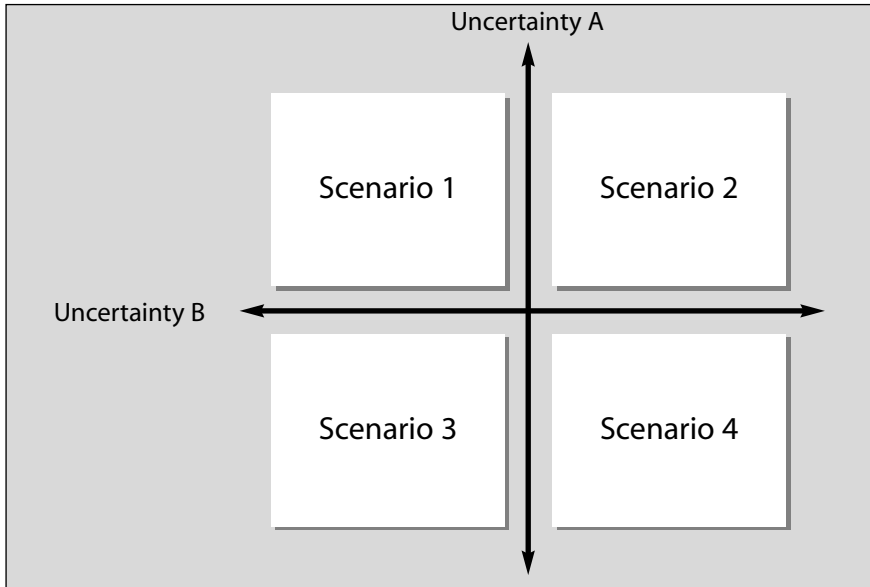 Uncertainty A
Scenario 1
Scenario 2
Uncertainty B
Scenario 3
Scenario 4